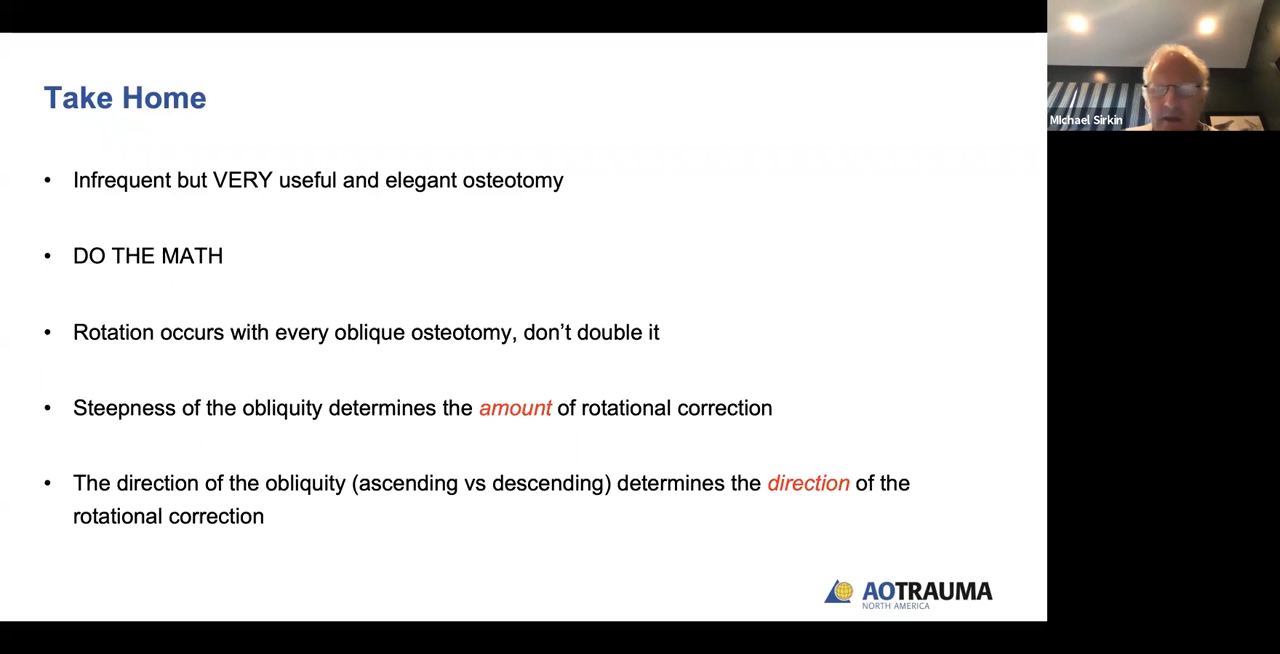 Take Home
• Infrequent but VERY useful and elegant osteotomy
• DO THE MATH
• Rotation occurs with every oblique osteotomy, don’t double it
• Steepness of the obliquity determines the amount of rotational correction
• The direction of the obliquity (ascending vs descending) determines the direction of the
rotational correction
AOTRAUMA
NORTH AMERICA
MIchael Sirkin